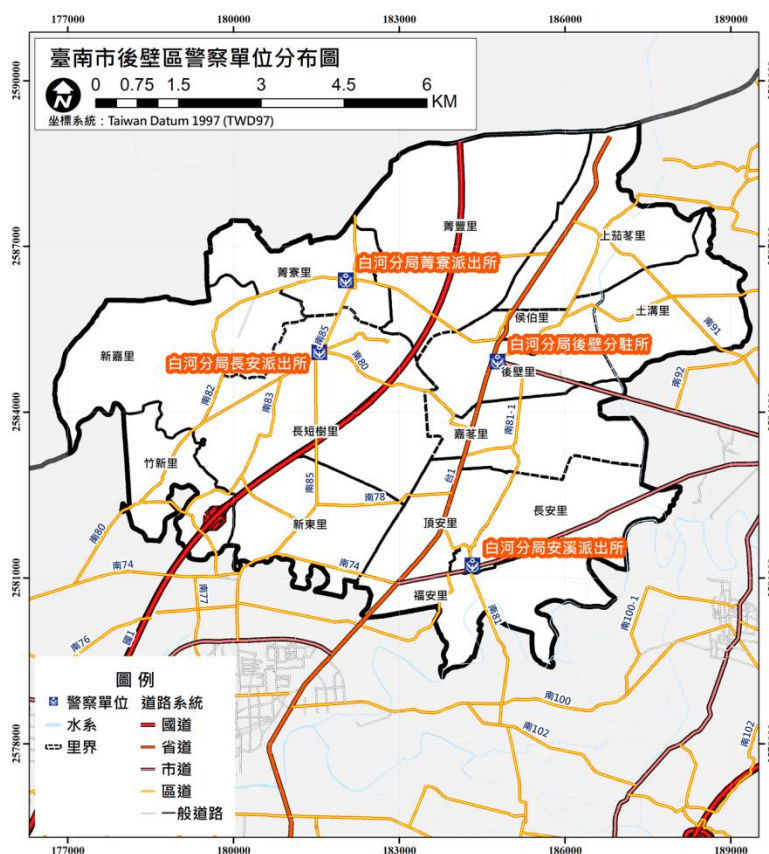 177000 180000 183000 186000 189000
臺南市後壁區警察單位分布圖
0 0.75 1.5 3 4.5 6
KM
N
坐標系統：Taiwan Datum 1997 (TWD97)
2590000
2587000
2584000
2581000
2578000
菁豐里
上茄苳里
白河分局菁寮派出所
菁寮里
土溝里
侯伯里
南91
南85
白河分局後壁分駐所
白河分局長安派出所
新嘉里
南80
後壁里
南92
南82
南83
南81-1
長短樹里
嘉苳里
竹新里
台1
南85
南78
長安里
南80
新東里
頂安里
白河分局安溪派出所
南74
南74
南77
福安里
南81
南100-1
南76
國1
南100
南102
南102
圖例
警察單位
水系
里界
道路系統
國道
省道
市道
區道
一般道路
177000 180000 183000 186000 189000